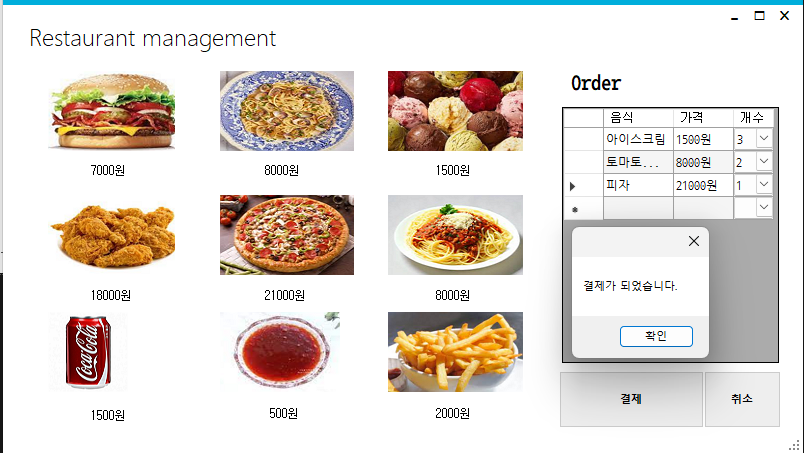 Restaurant management
7000원
8000원
1500원
18000원
21000원
8000원
Coca-Cola
1500원
500원
2000원
Order
음식 가격 개수
아이스크림 1500원 3
토마토... 8000원 2
피자 21000원 1
결제가 되었습니다.
확인
결제 취소